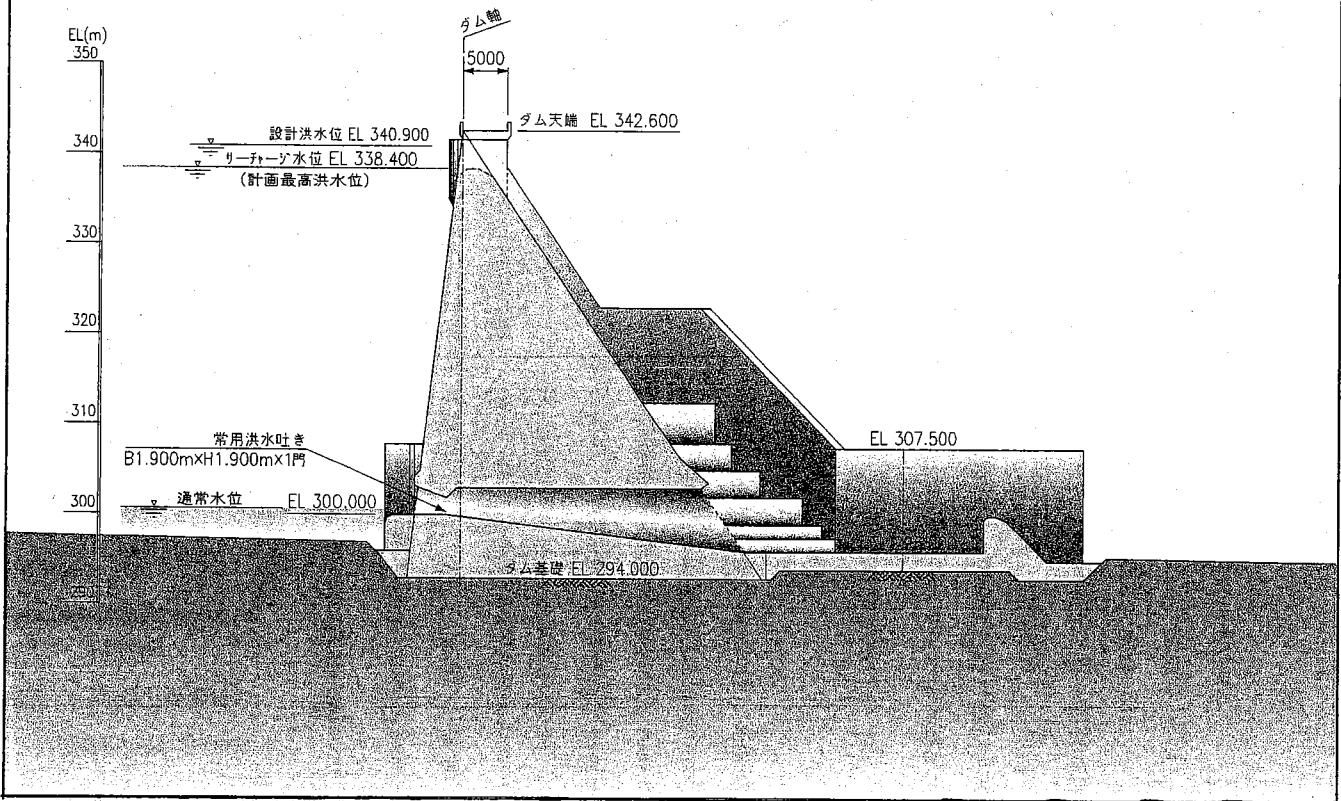 ダム軸
EL(m)
350
5000
ダム天端 EL 342.600
設計洪水位 EL 340.900
340
サーチャージ水位 EL 338.400
(計画最高洪水位)
330
320
310
常用洪水吐き
B1.900m×H1.900m×1門
EL 307.500
300
通常水位 EL 300.000
ダム基礎 EL 294.000
290